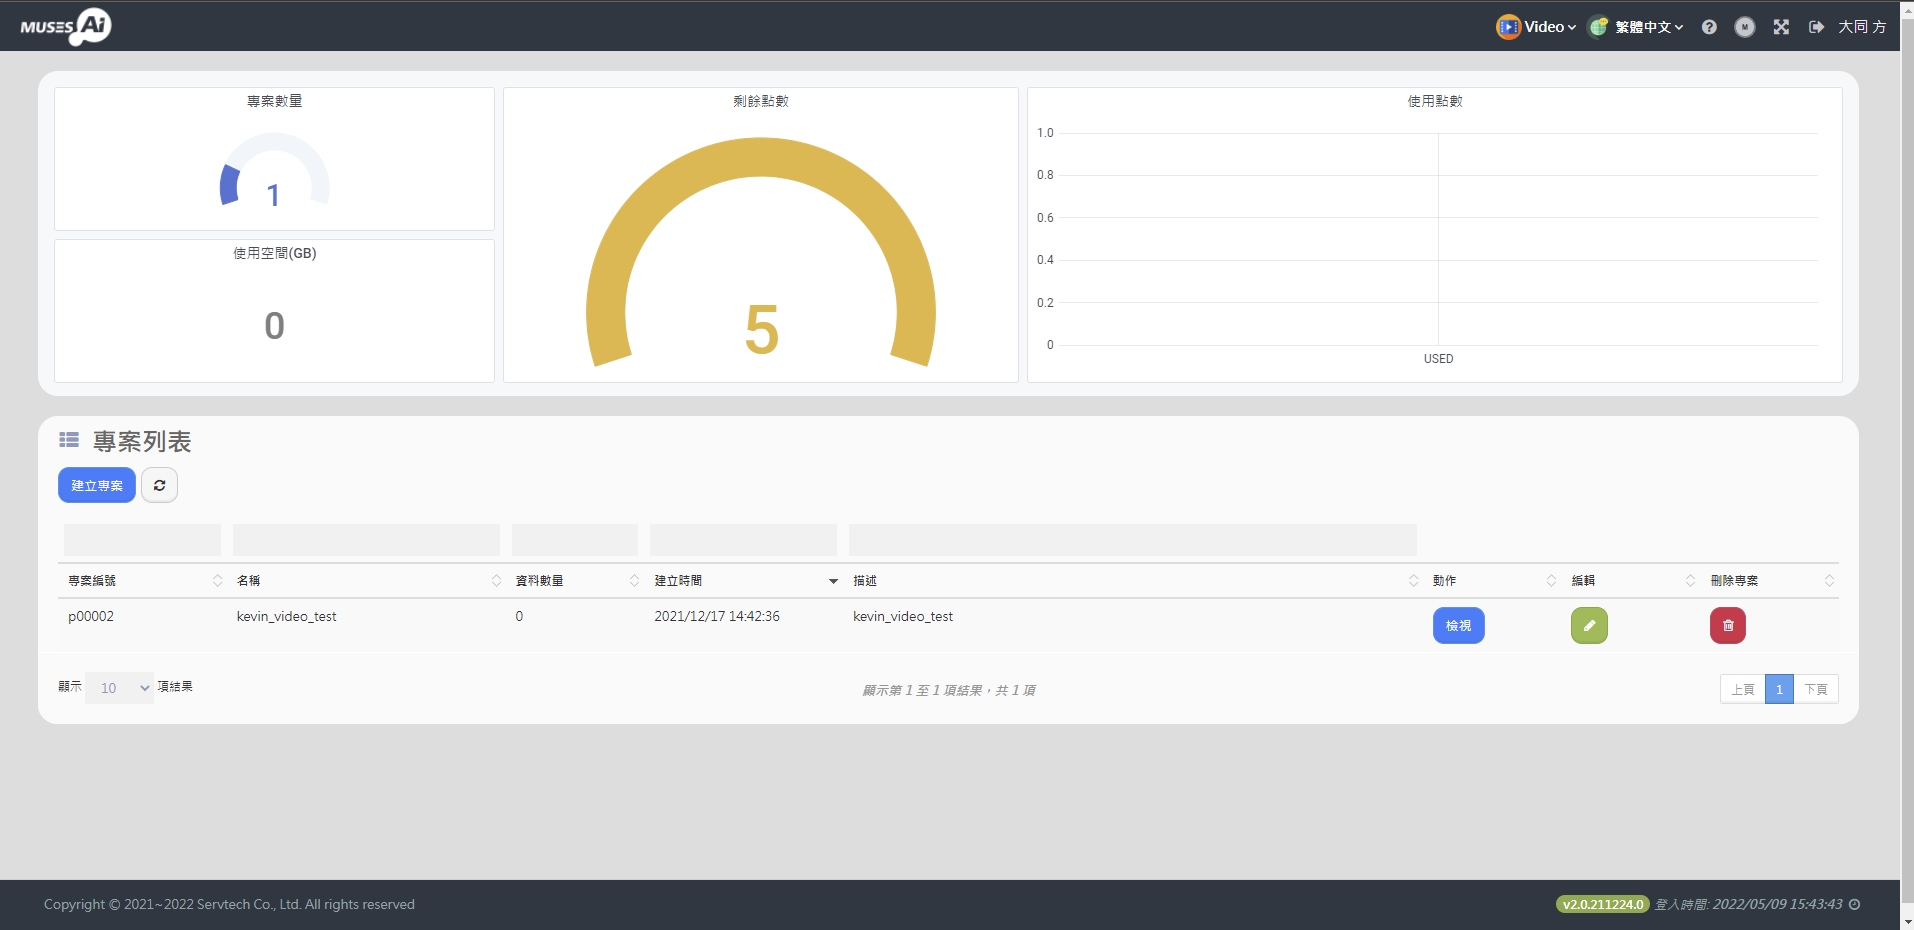 MUSES Ai
Video
繁體中文
M
大同 方
專案數量
1
使用空間(GB)
0
剩餘點數
5
使用點數
1.0
0.8
0.6
0.4
0.2
0
USED
專案列表
建立專案
專案編號 名稱 資料數量 建立時間 描述 動作 編輯 刪除專案
p00002 kevin_video_test 0 2021/12/17 14:42:36 kevin_video_test 檢視
顯示 10 項結果
顯示第 1 至 1 項結果，共 1 項
上頁 1 下頁
Copyright © 2021~2022 Servtech Co., Ltd. All rights reserved
v2.0.211224.0 登入時間: 2022/05/09 15:43:43